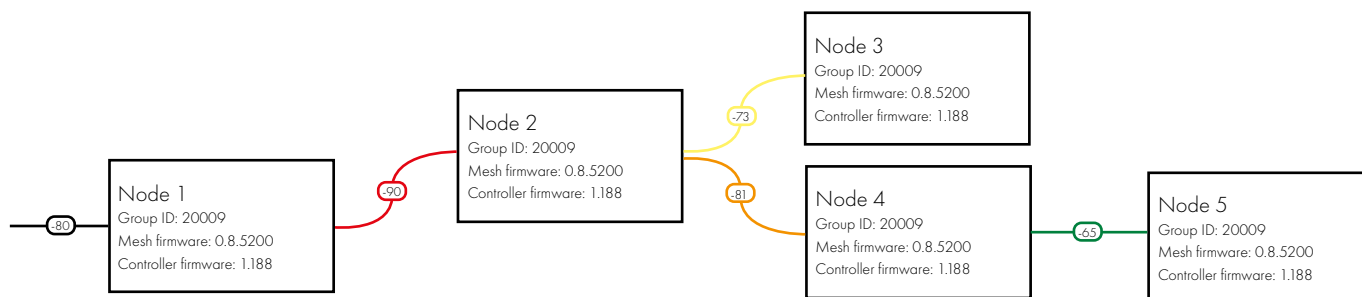 -80
Node 1
Group ID: 20009
Mesh firmware: 0.8.5200
Controller firmware: 1.188
-90
Node 2
Group ID: 20009
Mesh firmware: 0.8.5200
Controller firmware: 1.188
-73
Node 3
Group ID: 20009
Mesh firmware: 0.8.5200
Controller firmware: 1.188
-81
Node 4
Group ID: 20009
Mesh firmware: 0.8.5200
Controller firmware: 1.188
-65
Node 5
Group ID: 20009
Mesh firmware: 0.8.5200
Controller firmware: 1.188